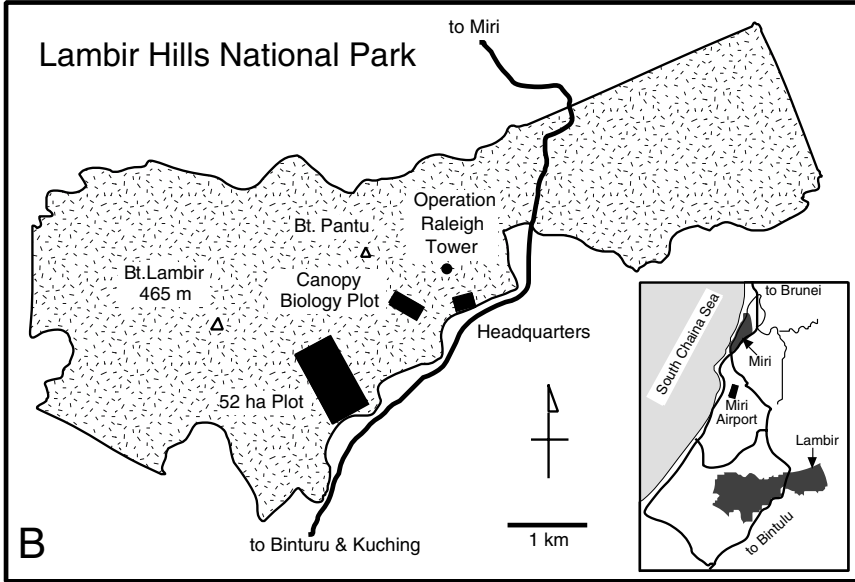 to Miri
Lambir Hills National Park
Operation
Raleigh
Tower
Bt. Pantu
Bt.Lambir
465 m
Canopy
Biology Plot
Headquarters
52 ha Plot
1 km
to Binturu & Kuching
B
to Brunei
South Chaina Sea
Miri
Miri
Airport
Lambir
to Bintulu